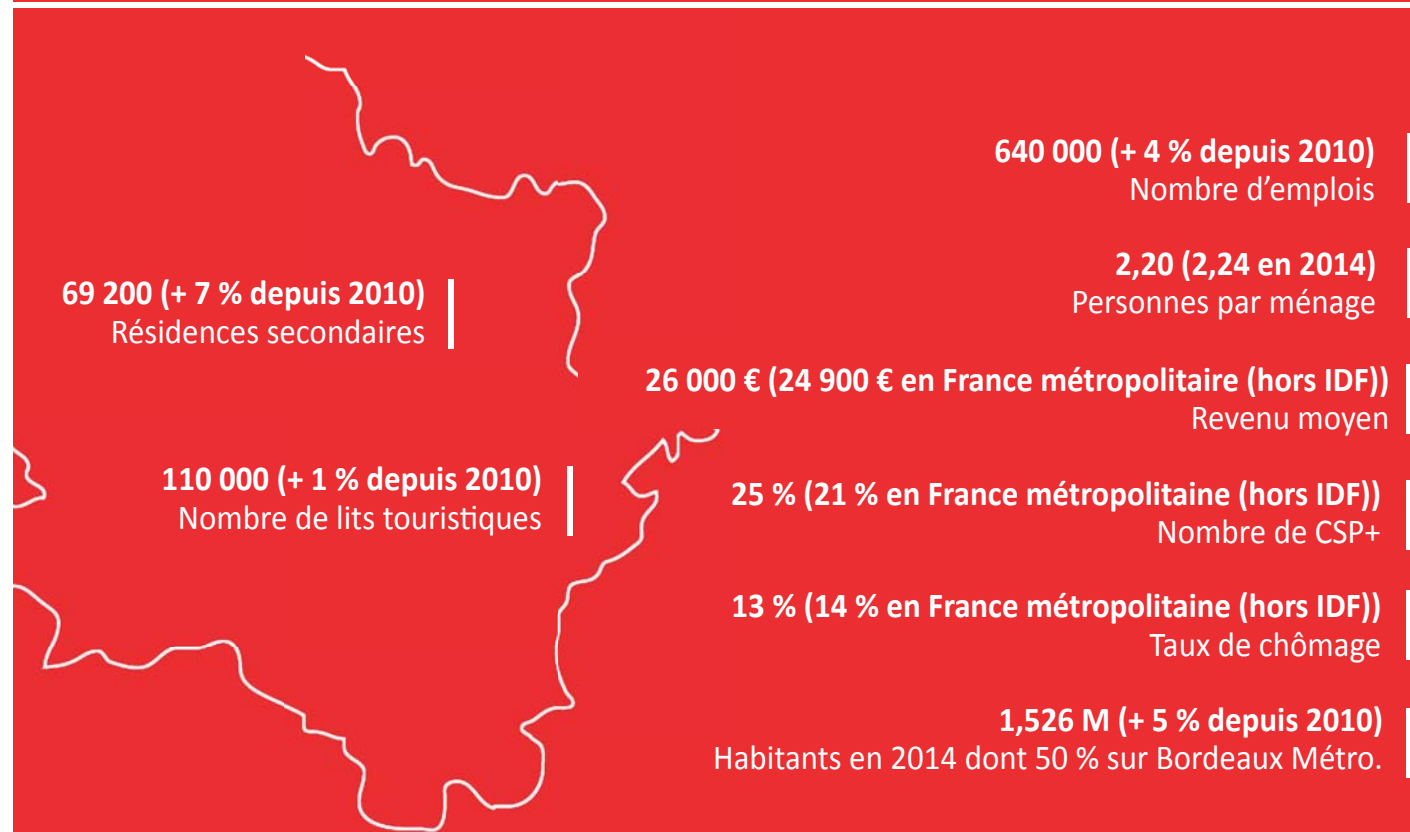 69 200 (+ 7 % depuis 2010)
Résidences secondaires
110 000 (+ 1 % depuis 2010)
Nombre de lits touristiques
640 000 (+ 4 % depuis 2010)
Nombre d’emplois
2,20 (2,24 en 2014)
Personnes par ménage
26 000 € (24 900 € en France métropolitaire (hors IDF))
Revenu moyen
25 % (21 % en France métropolitaine (hors IDF))
Nombre de CSP+
13 % (14 % en France métropolitaine (hors IDF))
Taux de chômage
1,526 M (+ 5 % depuis 2010)
Habitants en 2014 dont 50 % sur Bordeaux Métro.